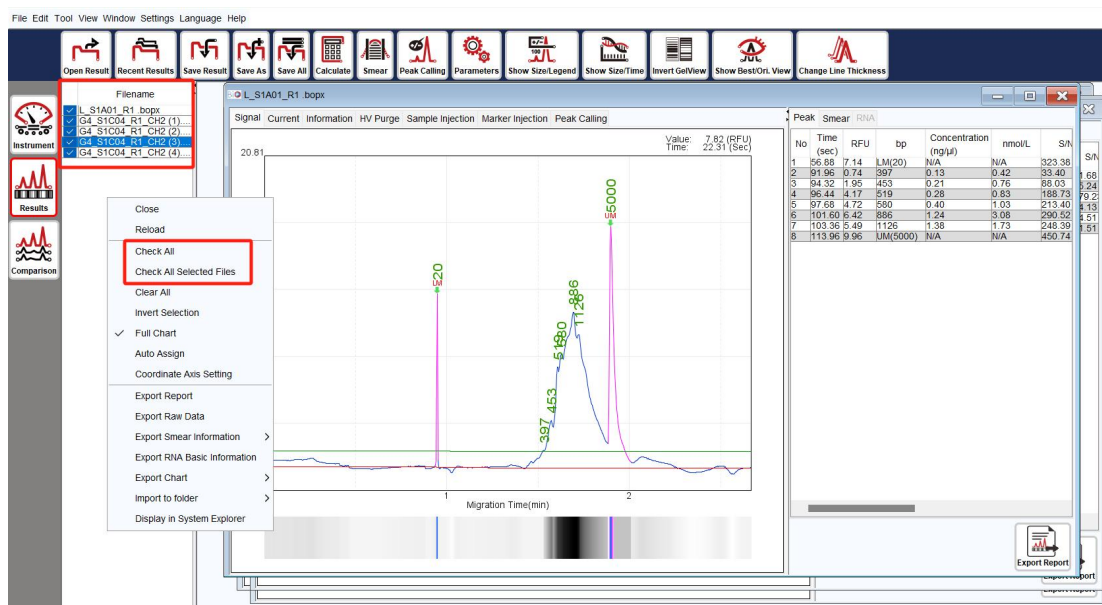 File Edit Tool View Window Settings Language Help
Open Result Recent Results Save Result Save As Save All Calculate Smear Peak Calling Parameters Show Size/Legend Show Size/Time Invert GelView Show Best/Ori. View Change Line Thickness
Instrument
Results
Comparison
Filename
L_S1A01_R1 .bopx
G4_S1C04_R1_CH2 (1)....
G4_S1C04_R1_CH2 (2)....
G4_S1C04_R1_CH2 (3)....
G4_S1C04_R1_CH2 (4)....
Close
Reload
Check All
Check All Selected Files
Clear All
Invert Selection
Full Chart
Auto Assign
Coordinate Axis Setting
Export Report
Export Raw Data
Export Smear Information
Export RNA Basic Information
Export Chart
Import to folder
Display in System Explorer
L_S1A01_R1 .bopx
Signal Current Information HV Purge Sample Injection Marker Injection Peak Calling
Value: 7.82 (RFU)
Time: 22.31 (Sec)
20.81
20
LM
397
453
519
580
886
1126
5000
UM
1 2
Migration Time(min)
Peak Smear RNA
No Time (sec) RFU bp Concentration (ng/µl) nmol/L S/N
1 56.88 7.14 LM(20) N/A N/A 323.38
2 91.96 0.74 397 0.13 0.42 33.40
3 94.32 1.95 453 0.21 0.76 88.03
4 96.44 4.17 519 0.28 0.83 188.73
5 97.68 4.72 580 0.40 1.03 213.40
6 101.60 6.42 886 1.24 3.08 290.52
7 103.36 5.49 1126 1.38 1.73 248.39
8 113.96 9.96 UM(5000) N/A N/A 450.74
S/N
Export Report